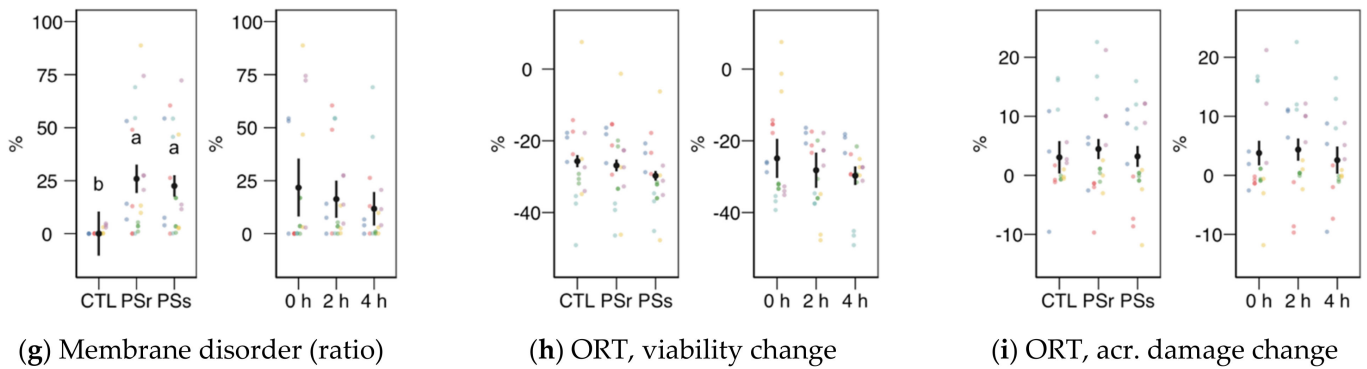 100
75
50
25
0
%
b
a
a
CTL PSr PSs
100
75
50
25
0
%
0 h 2 h 4 h
(g) Membrane disorder (ratio)
0
-20
-40
%
CTL PSr PSs
0
-20
-40
%
0 h 2 h 4 h
(h) ORT, viability change
20
10
0
-10
%
CTL PSr PSs
20
10
0
-10
%
0 h 2 h 4 h
(i) ORT, acr. damage change